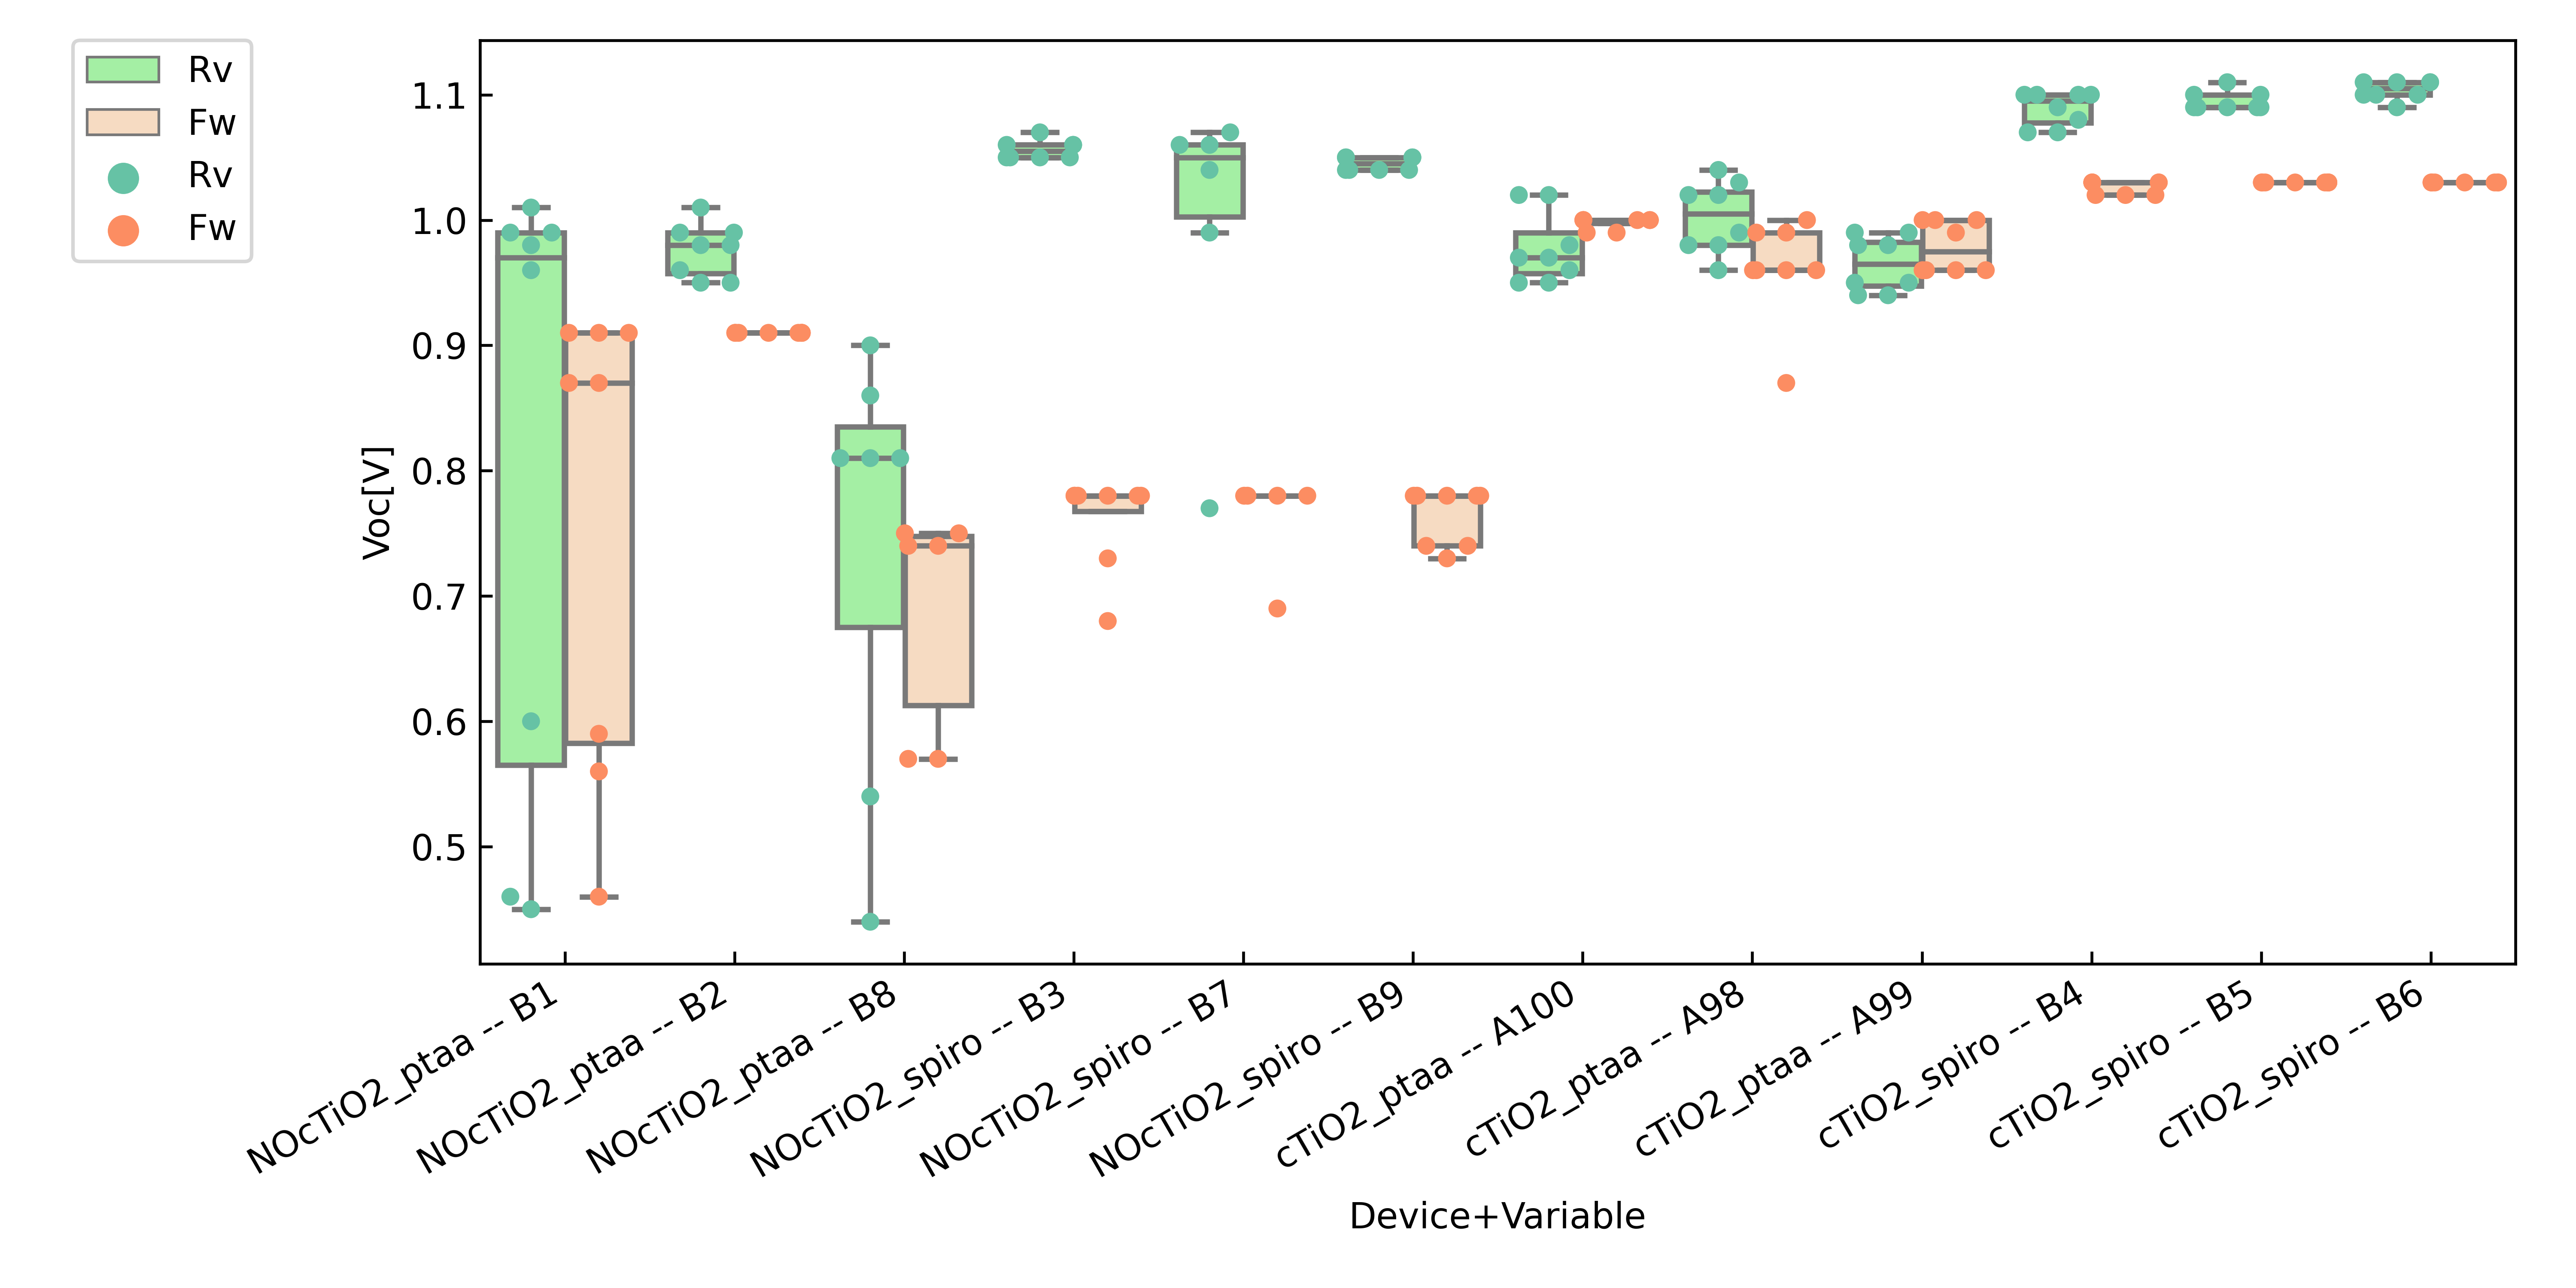 Rv
Fw
Rv
Fw
Voc[V]
1.1
1.0
0.9
0.8
0.7
0.6
0.5
NOcTiO2_ptaa -- B1
NOcTiO2_ptaa -- B2
NOcTiO2_ptaa -- B8
NOcTiO2_spiro -- B3
NOcTiO2_spiro -- B7
NOcTiO2_spiro -- B9
cTiO2_ptaa -- A100
cTiO2_ptaa -- A98
cTiO2_ptaa -- A99
cTiO2_spiro -- B4
cTiO2_spiro -- B5
cTiO2_spiro -- B6
Device+Variable